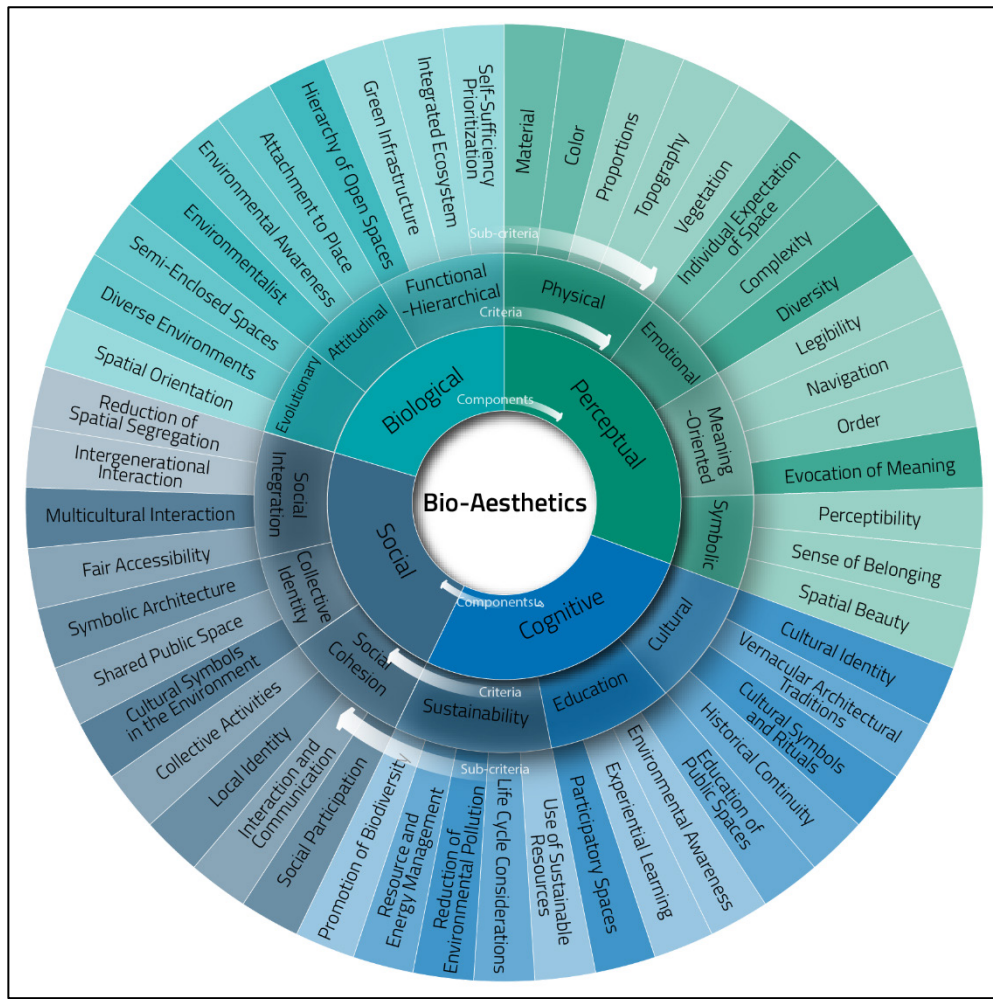 Bio-Aesthetics
Components
Perceptual
Cognitive
Components
Social
Biological
Criteria
Physical
Emotional
Meaning
-Oriented
Symbolic
Cultural
Education
Sustainability
Criteria
Social
Cohesion
Collective
Identity
Social
Integration
Evolutionary
Attitudinal
Functional
-Hierarchical
Sub-criteria
Material
Color
Proportions
Topography
Vegetation
Individual Expectation
of Space
Complexity
Diversity
Legibility
Navigation
Order
Evocation of Meaning
Perceptibility
Sense of Belonging
Spatial Beauty
Cultural Identity
Vernacular Architectural
Traditions
Cultural Symbols
and Rituals
Historical Continuity
Education of
Public Spaces
Environmental Awareness
Experiential Learning
Participatory Spaces
Use of Sustainable
Resources
Life Cycle Considerations
Reduction of
Environmental Pollution
Resource and
Energy Management
Promotion of Biodiversity
Sub-criteria
Social Participation
Interaction and
Communication
Local Identity
Collective Activities
Cultural Symbols
in the Environment
Shared Public Space
Symbolic Architecture
Fair Accessibility
Multicultural Interaction
Intergenerational
Interaction
Reduction of
Spatial Segregation
Spatial Orientation
Diverse Environments
Semi-Enclosed Spaces
Environmentalist
Environmental Awareness
Attachment to Place
Hierarchy of Open Spaces
Green Infrastructure
Integrated Ecosystem
Self-Sufficiency
Prioritization